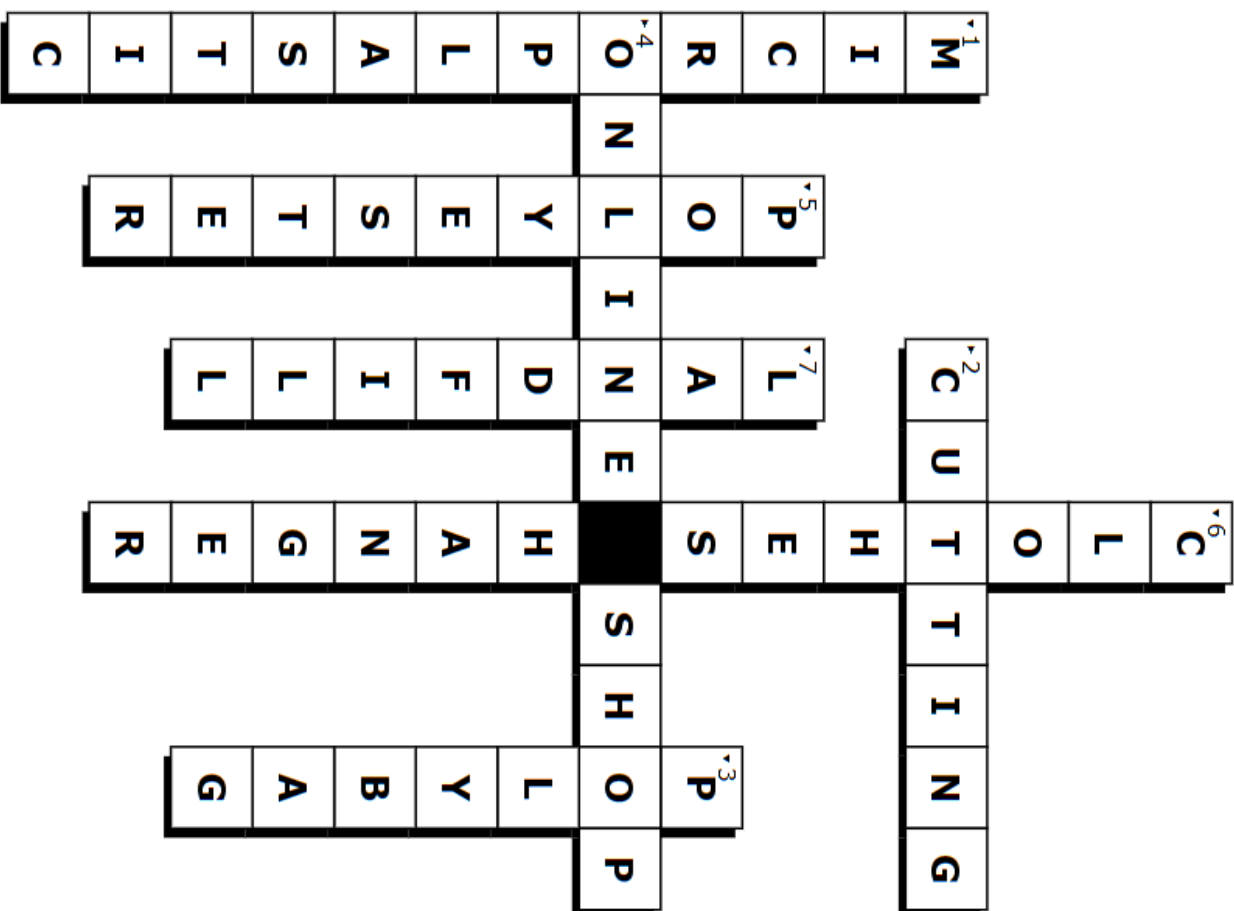 1 MICROPLASTIC
2 CUTTING
3 POLYBAG
4 ONLINE SHOP
5 POLYESTER
6 CLOTHES HANGER
7 LANDFILL